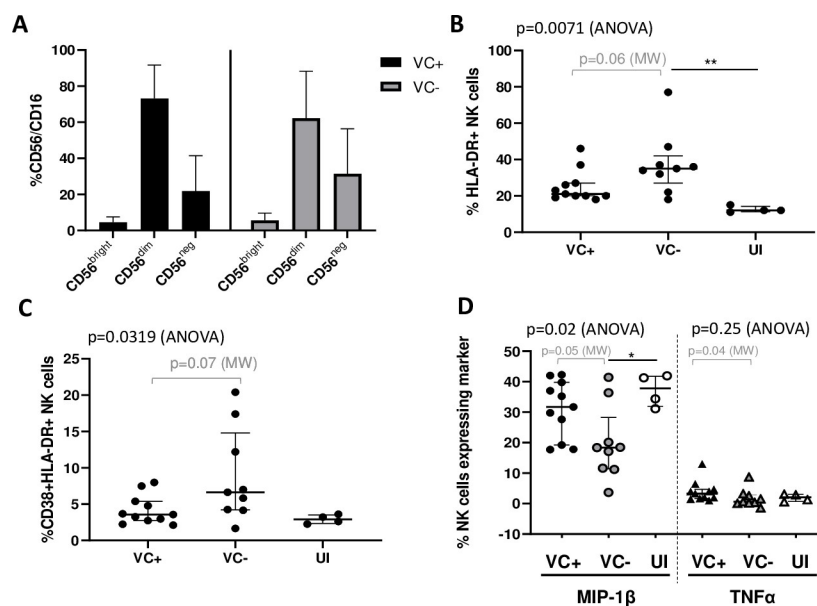 A
100
80
60
40
20
0
%CD56/CD16
CD56bright
CD56dim
CD56neg
CD56bright
CD56dim
CD56neg
VC+
VC-
B
p=0.0071 (ANOVA)
p=0.06 (MW)
**
100
80
60
40
20
0
% HLA-DR+ NK cells
VC+ VC- UI
C
p=0.0319 (ANOVA)
p=0.07 (MW)
25
20
15
10
5
0
%CD38+HLA-DR+ NK cells
VC+ VC- UI
D
p=0.02 (ANOVA) p=0.25 (ANOVA)
p=0.05 (MW) * p=0.04 (MW)
50
40
30
20
10
0
-10
% NK cells expressing marker
VC+ VC- UI VC+ VC- UI
MIP-1β TNFα